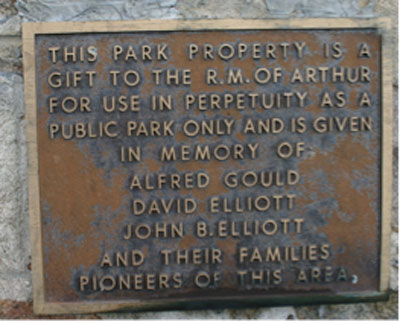 THIS PARK PROPERTY IS A
GIFT TO THE R.M. OF ARTHUR
FOR USE IN PERPETUITY AS A
PUBLIC PARK ONLY AND IS GIVEN
IN MEMORY OF
ALFRED GOULD
DAVID ELLIOTT
JOHN B. ELLIOTT
AND THEIR FAMILIES
PIONEERS OF THIS AREA.